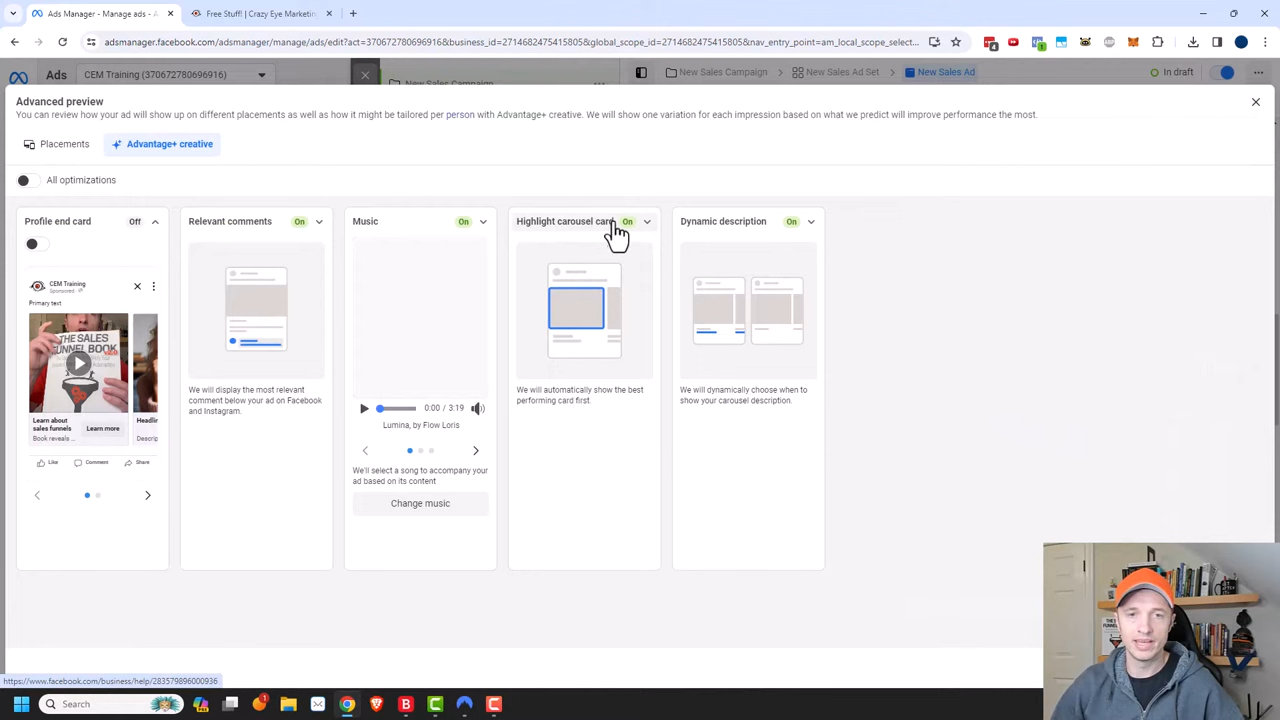 Ads Manager - Manage ads - A
Free Stuff! | Crazy Eye Marketin
adsmanager.facebook.com/adsmanager/manage/ads/edit?act=370672780696916&business_id=2714682475415805&global_scope_id=2714682475415805&nav_entry_point=am_local_scope_selec...
Ads
CEM Training (370672780696916)
New Sales Campaign
New Sales Campaign
New Sales Ad Set
New Sales Ad
In draft
Advanced preview
You can review how your ad will show up on different placements as well as how it might be tailored per person with Advantage+ creative. We will show one variation for each impression based on what we predict will improve performance the most.
Placements
Advantage+ creative
All optimizations
Profile end card
Off
CEM Training
Sponsored
Primary text
THE SALES
FUNNEL BOOK
Learn about
sales funnels
Book reveals ...
Learn more
Headlin
Descrip
Like
Comment
Share
Relevant comments
On
We will display the most relevant
comment below your ad on Facebook
and Instagram.
Music
On
0:00 / 3:19
Lumina, by Flow Loris
We'll select a song to accompany your
ad based on its content
Change music
Highlight carousel card
On
We will automatically show the best
performing card first.
Dynamic description
On
We will dynamically choose when to
show your carousel description.
https://www.facebook.com/business/help/283579896000936
Search